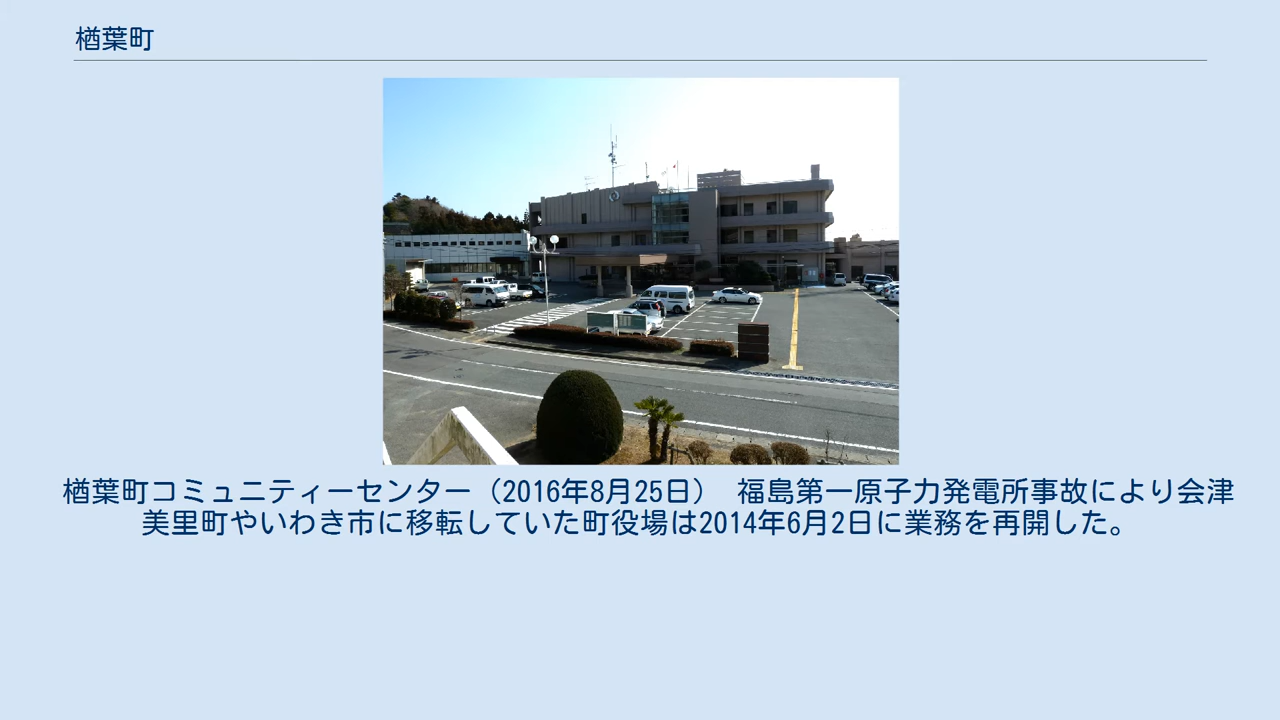 楢葉町
楢葉町コミュニティーセンター（2016年8月25日） 福島第一原子力発電所事故により会津
美里町やいわき市に移転していた町役場は2014年6月2日に業務を再開した。